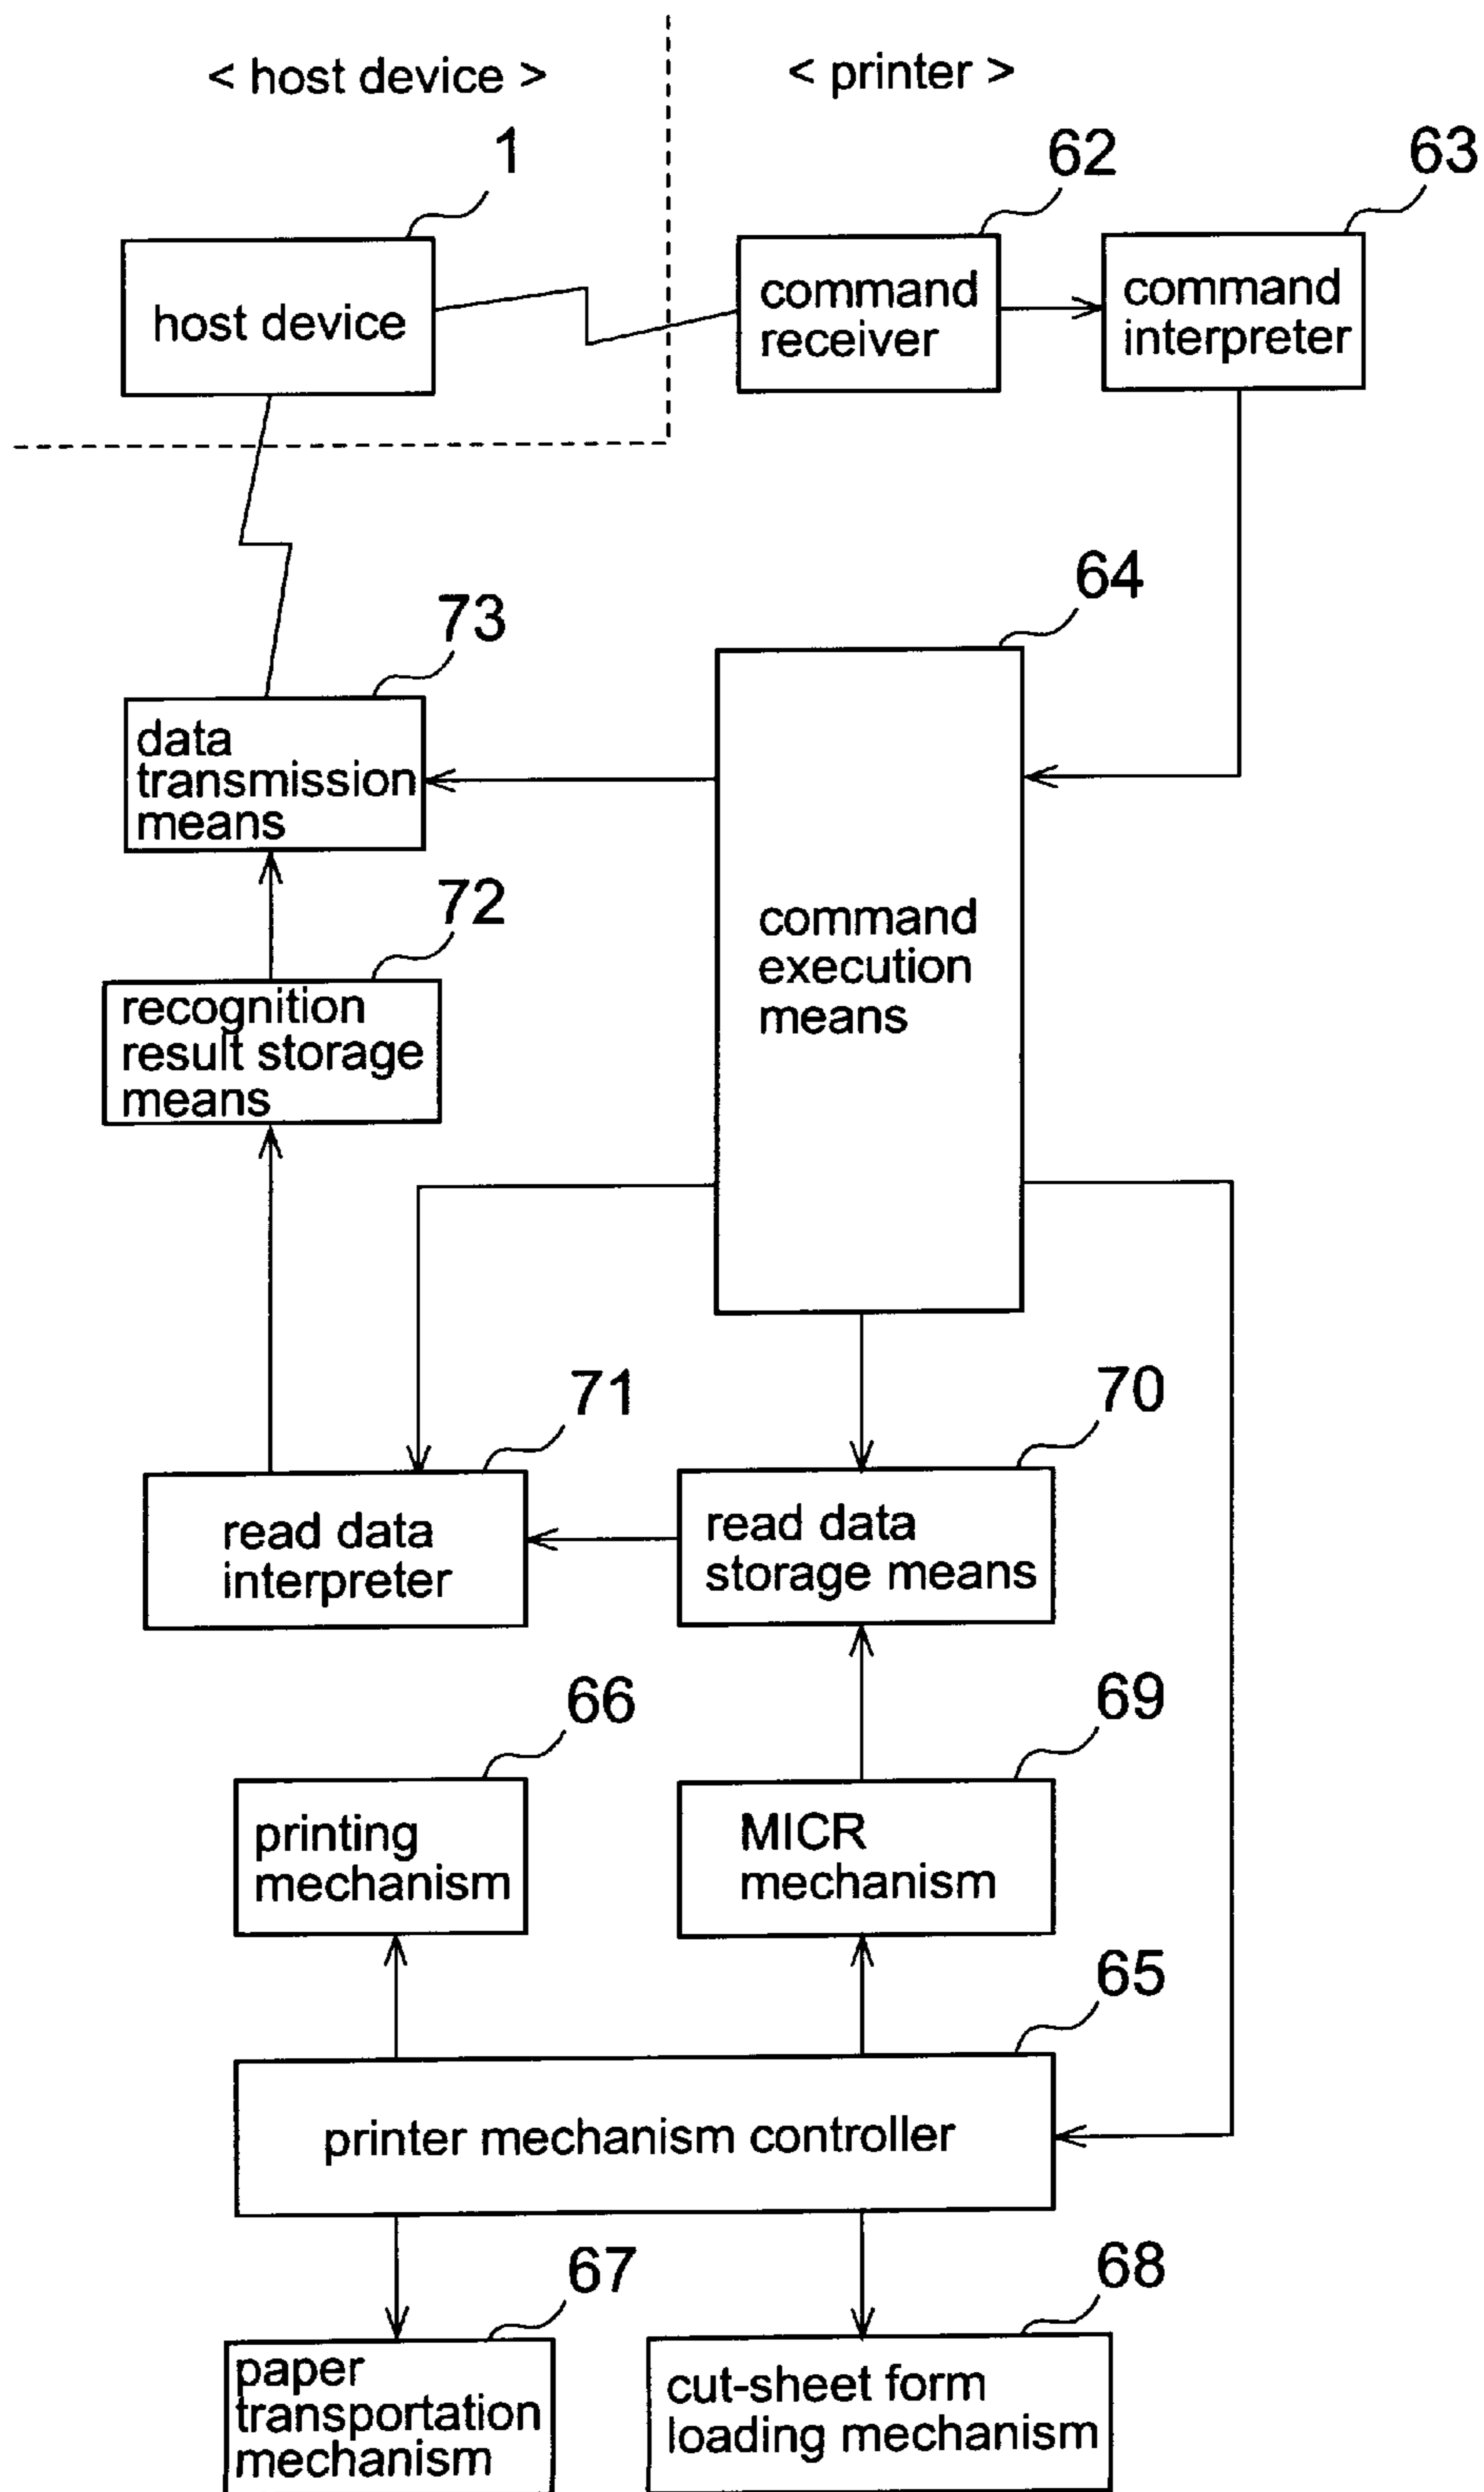 < host device >
< printer >
1
62
63
host device
command
receiver
command
interpreter
64
73
data
transmission
means
command
execution
means
72
recognition
result storage
means
71
70
read data
interpreter
read data
storage means
66
69
printing
mechanism
MICR
mechanism
65
printer mechanism controller
67
68
paper
transportation
mechanism
cut-sheet form
loading mechanism